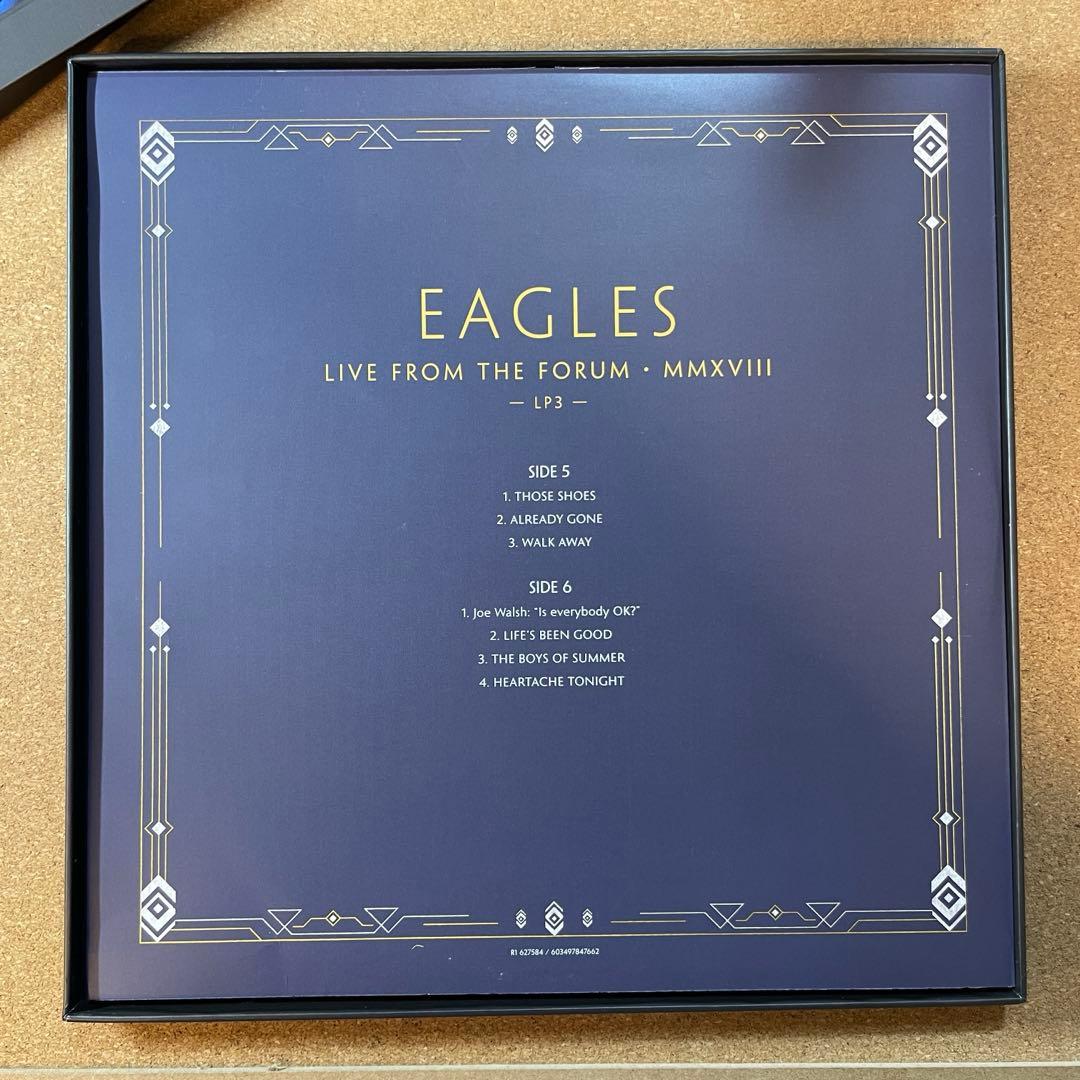 EAGLES
LIVE FROM THE FORUM • MMXVIII
— LP3 —
SIDE 5
1. THOSE SHOES
2. ALREADY GONE
3. WALK AWAY
SIDE 6
1. Joe Walsh: "Is everybody OK?"
2. LIFE'S BEEN GOOD
3. THE BOYS OF SUMMER
4. HEARTACHE TONIGHT
R1 627584 / 603497847662